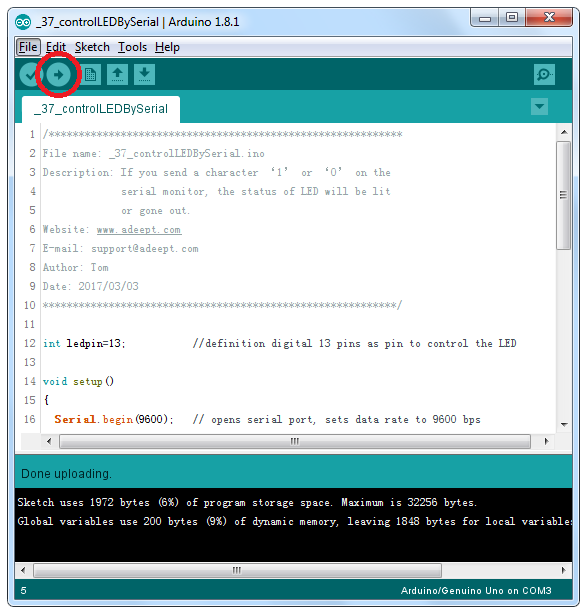 _37_controlLEDBySerial | Arduino 1.8.1
File Edit Sketch Tools Help
_37_controlLEDBySerial
1 /***********************************************************
2 File name: _37_controlLEDBySerial.ino
3 Description: If you send a character ‘1’ or ‘0’ on the
4 serial monitor, the status of LED will be lit
5 or gone out.
6 Website: www.adeept.com
7 E-mail: support@adeept.com
8 Author: Tom
9 Date: 2017/03/03
10 ***********************************************************/
11
12 int ledpin=13; //definition digital 13 pins as pin to control the LED
13
14 void setup()
15 {
16 Serial.begin(9600); // opens serial port, sets data rate to 9600 bps
Done uploading.
Sketch uses 1972 bytes (6%) of program storage space. Maximum is 32256 bytes.
Global variables use 200 bytes (9%) of dynamic memory, leaving 1848 bytes for local variables
5 Arduino/Genuino Uno on COM3